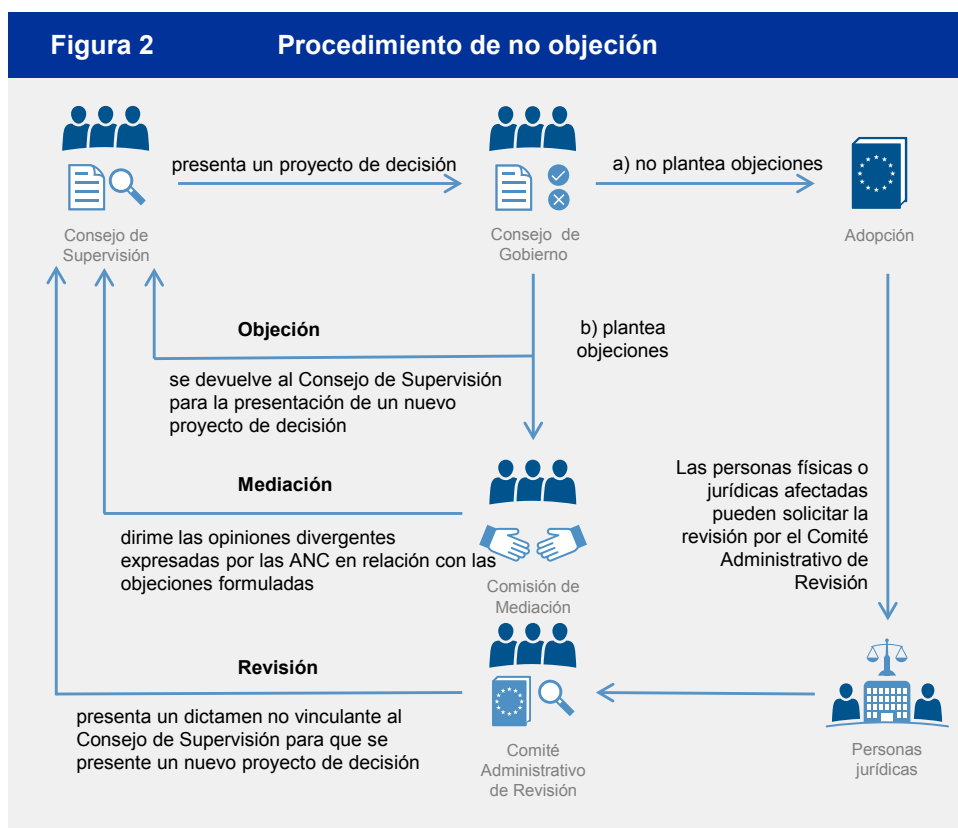 Figura 2 Procedimiento de no objeción
presenta un proyecto de decisión
a) no plantea objeciones
Consejo de
Supervisión
Consejo de
Gobierno
Adopción
Objeción
b) plantea
objeciones
se devuelve al Consejo de Supervisión
para la presentación de un nuevo
proyecto de decisión
Mediación
dirime las opiniones divergentes
expresadas por las ANC en relación con las
objeciones formuladas
Comisión de
Mediación
Las personas físicas o
jurídicas afectadas
pueden solicitar la
revisión por el Comité
Administrativo de
Revisión
Revisión
presenta un dictamen no vinculante al
Consejo de Supervisión para que se
presente un nuevo proyecto de decisión
Comité
Administrativo
de Revisión
Personas
jurídicas